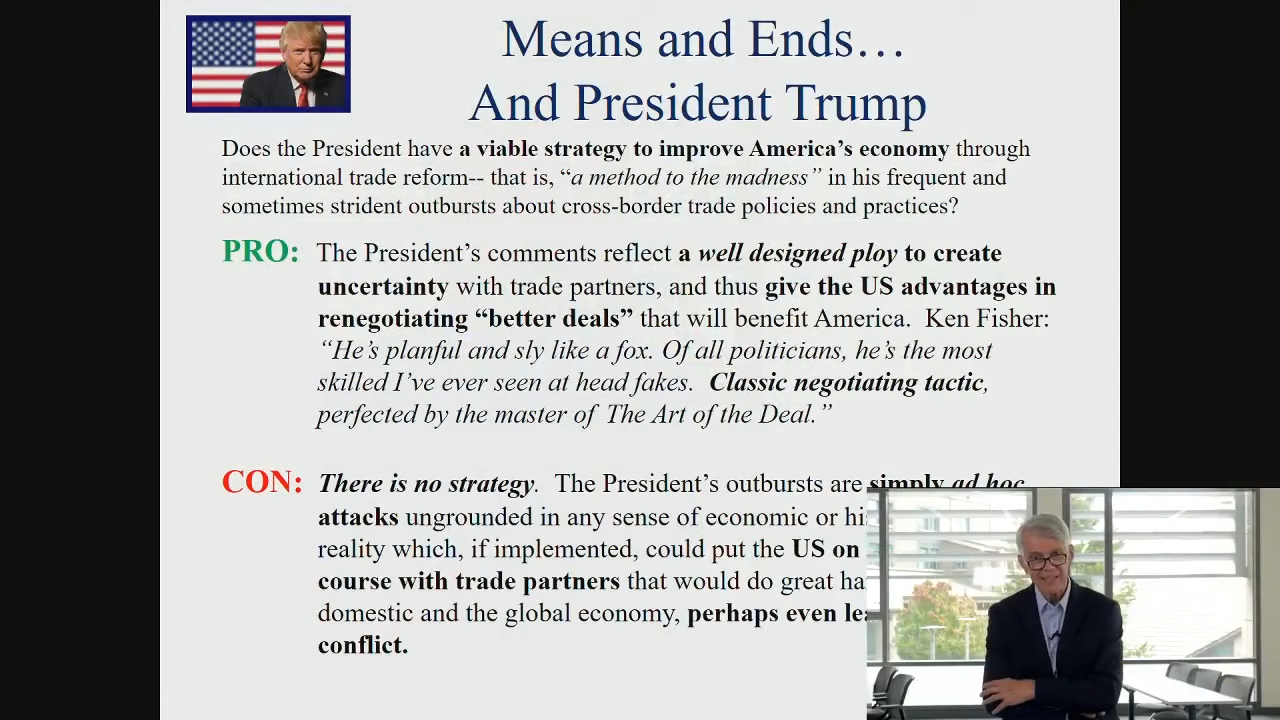 Means and Ends…
And President Trump
Does the President have a viable strategy to improve America’s economy through
international trade reform-- that is, “a method to the madness” in his frequent and
sometimes strident outbursts about cross-border trade policies and practices?
PRO: The President’s comments reflect a well designed ploy to create
uncertainty with trade partners, and thus give the US advantages in
renegotiating “better deals” that will benefit America. Ken Fisher:
“He’s planful and sly like a fox. Of all politicians, he’s the most
skilled I’ve ever seen at head fakes. Classic negotiating tactic,
perfected by the master of The Art of the Deal.”
CON: There is no strategy. The President’s outbursts are simply ad hoc
attacks ungrounded in any sense of economic or
reality which, if implemented, could put the US on
course with trade partners that would do great
domestic and the global economy, perhaps even
conflict.